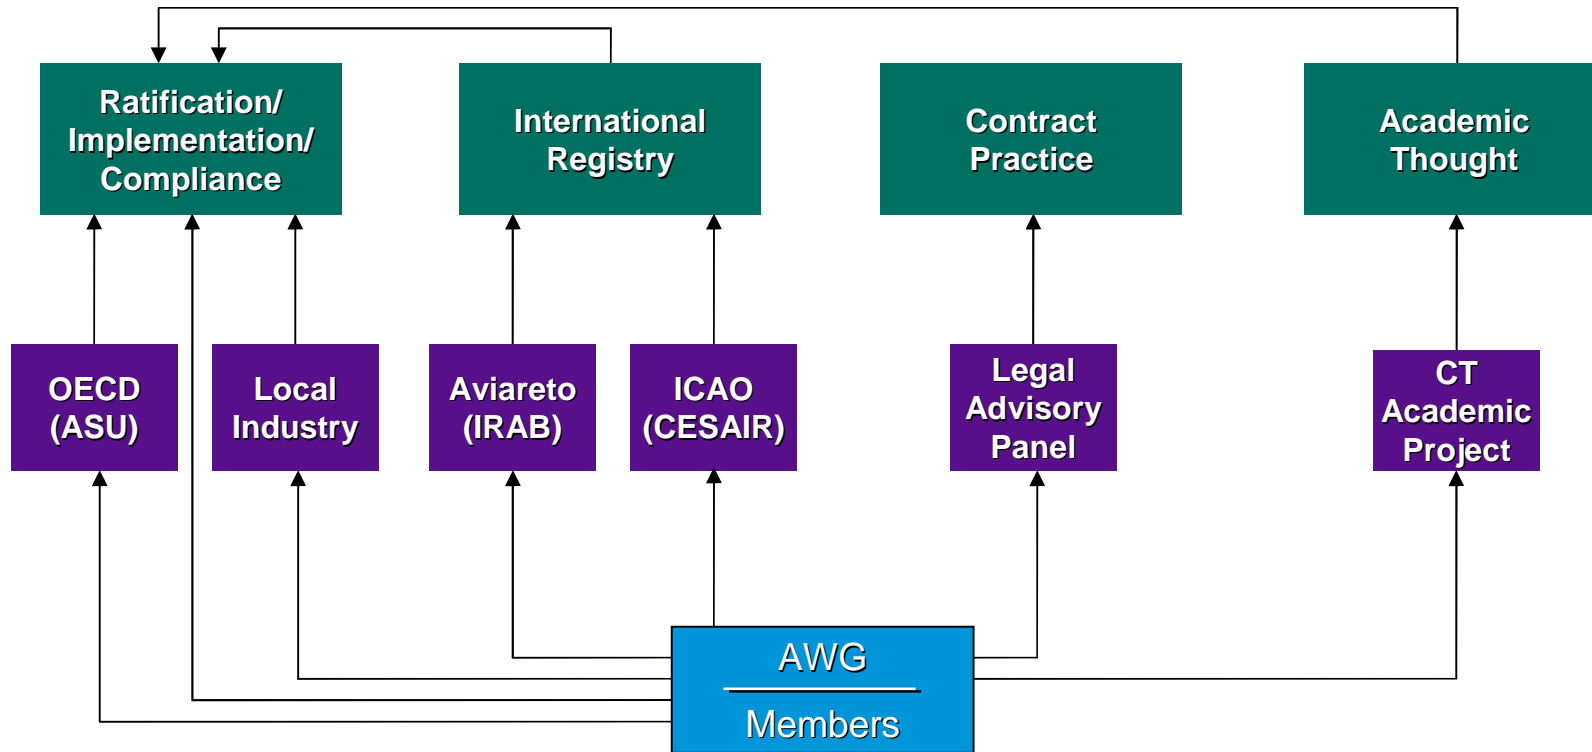 Ratification/
Implementation/
Compliance
International
Registry
Contract
Practice
Academic
Thought
OECD
(ASU)
Local
Industry
Aviareto
(IRAB)
ICAO
(CESAIR)
Legal
Advisory
Panel
CT
Academic
Project
AWG
Members